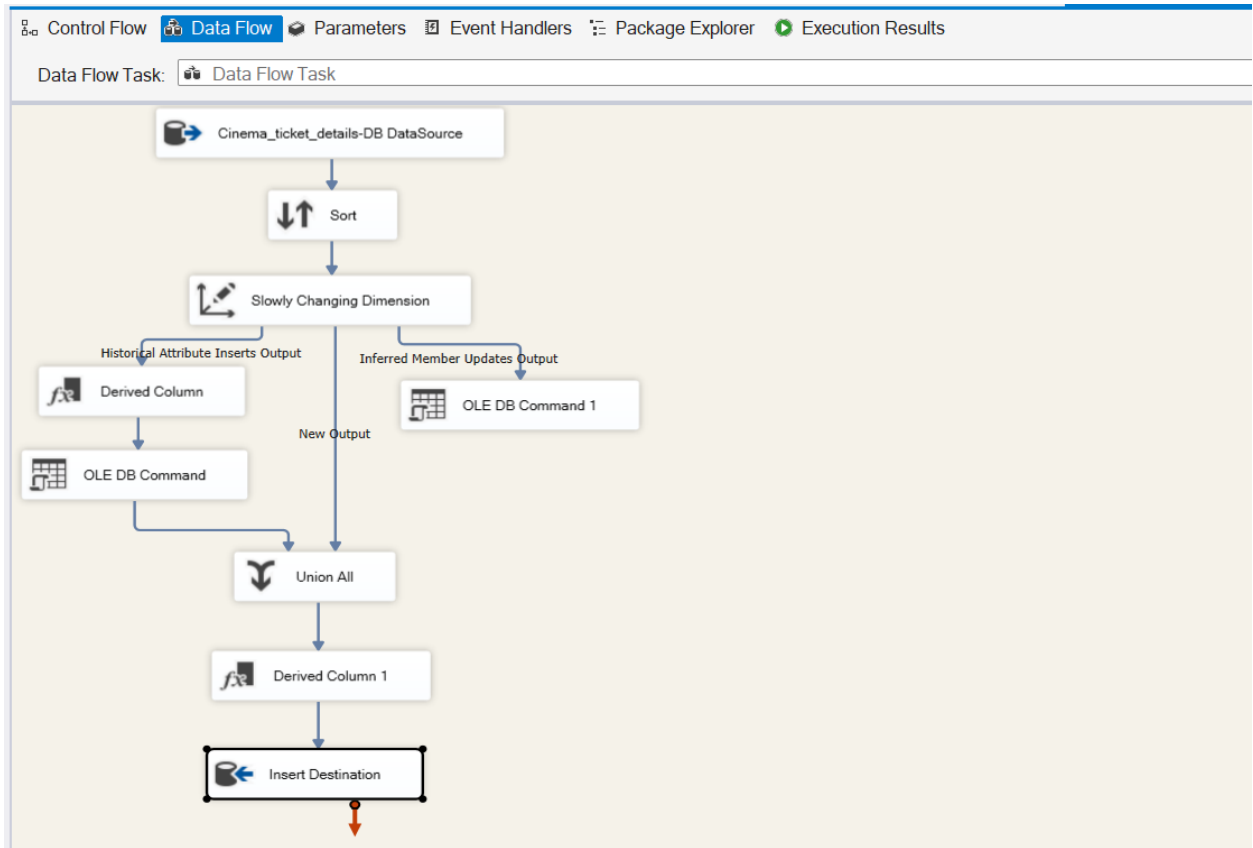 Control Flow Data Flow Parameters Event Handlers Package Explorer Execution Results
Data Flow Task: Data Flow Task
Cinema_ticket_details-DB DataSource
Sort
Slowly Changing Dimension
Historical Attribute Inserts Output
Inferred Member Updates Output
Derived Column
OLE DB Command 1
New Output
OLE DB Command
Union All
Derived Column 1
Insert Destination